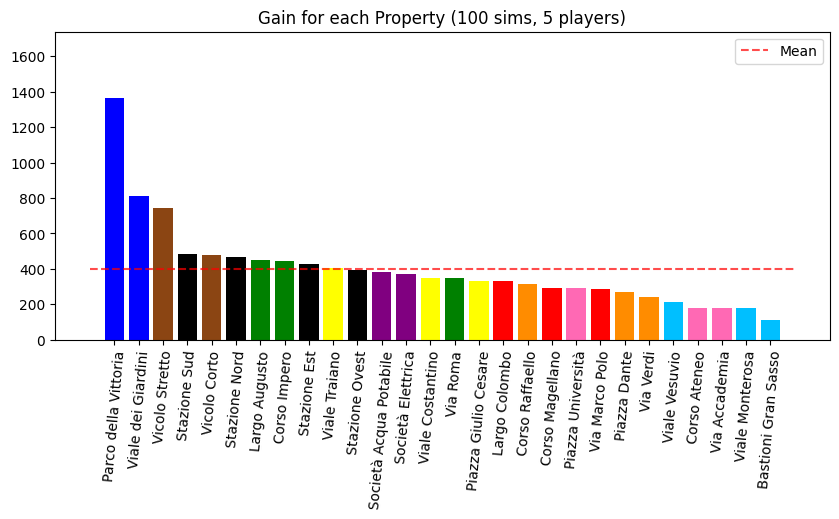 Gain for each Property (100 sims, 5 players)
Mean
1600
1400
1200
1000
800
600
400
200
0
Parco della Vittoria
Viale dei Giardini
Vicolo Stretto
Stazione Sud
Vicolo Corto
Stazione Nord
Largo Augusto
Corso Impero
Stazione Est
Viale Traiano
Stazione Ovest
Società Acqua Potabile
Società Elettrica
Viale Costantino
Via Roma
Piazza Giulio Cesare
Largo Colombo
Corso Raffaello
Corso Magellano
Piazza Università
Via Marco Polo
Piazza Dante
Via Verdi
Viale Vesuvio
Corso Ateneo
Via Accademia
Viale Monterosa
Bastioni Gran Sasso